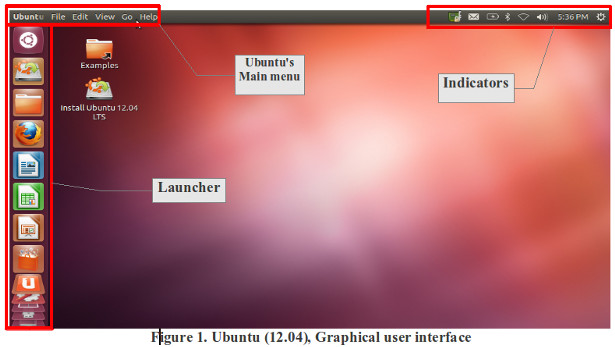 Ubuntu File Edit View Go Help
5:36 PM
Examples
Install Ubuntu 12.04
LTS
Ubuntu's
Main menu
Indicators
Launcher
Figure 1. Ubuntu (12.04), Graphical user interface